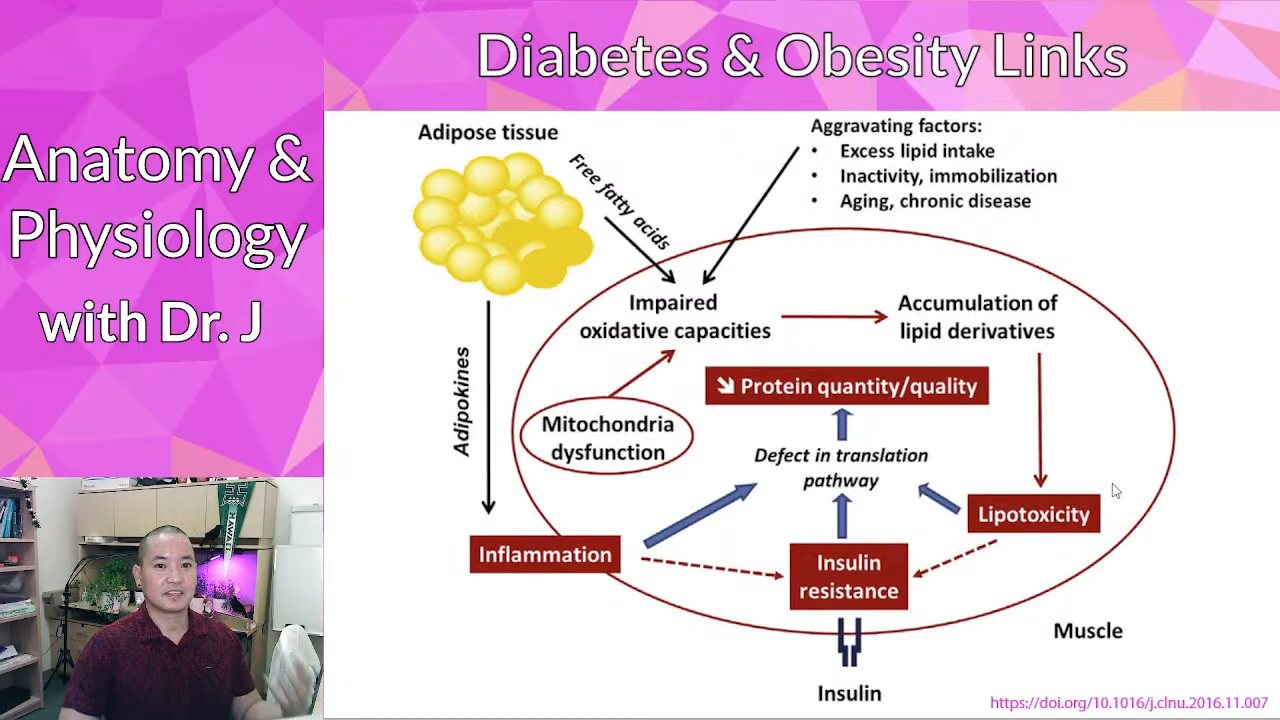 Diabetes & Obesity Links
Anatomy &
Physiology
with Dr. J
Adipose tissue
Free fatty acids
Aggravating factors:
• Excess lipid intake
• Inactivity, immobilization
• Aging, chronic disease
Impaired
oxidative capacities
Accumulation of
lipid derivatives
↘ Protein quantity/quality
Adipokines
Mitochondria
dysfunction
Defect in translation
pathway
Lipotoxicity
Inflammation
Insulin
resistance
Muscle
Insulin
https://doi.org/10.1016/j.clnu.2016.11.007
HAWAII